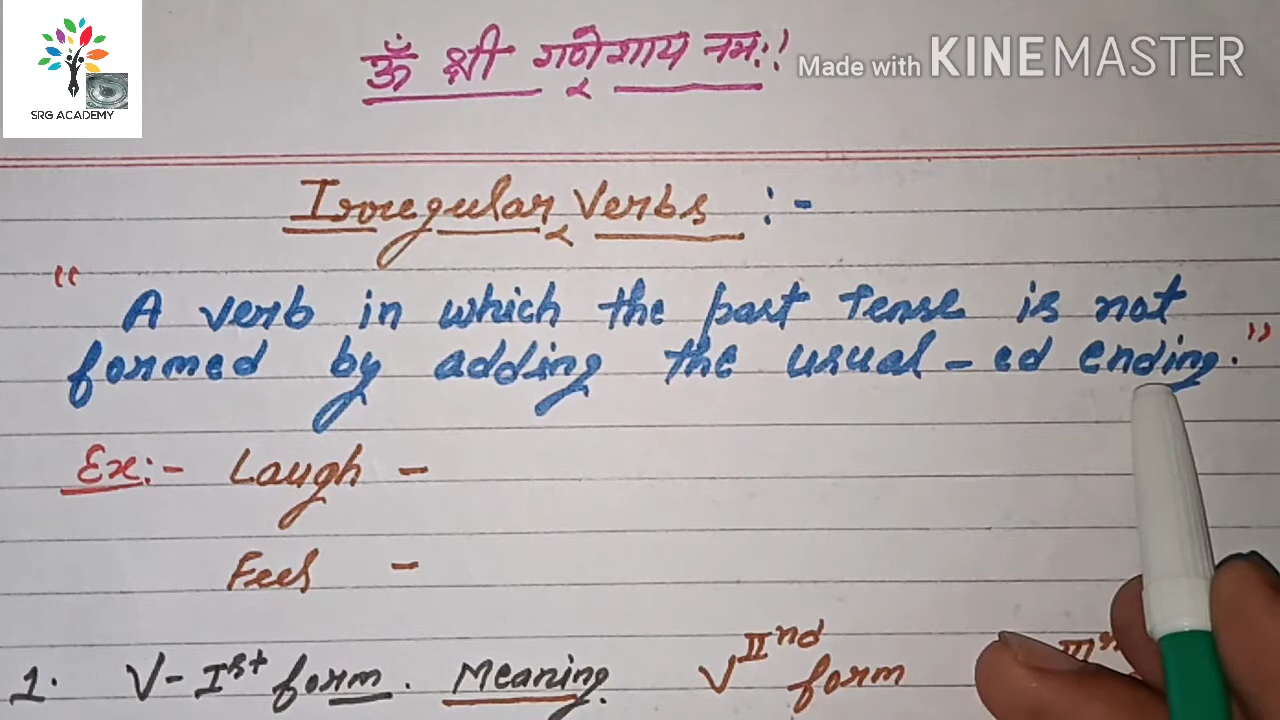 ॐ श्री गणेशाय नमः!
Made with KINEMASTER
SRG ACADEMY
Irregular Verbs :-
" A verb in which the past Tense is not
formed by adding the usual - ed ending. "
Ex:- Laugh -
Feel -
1. V - Ist form. Meaning. V IInd form